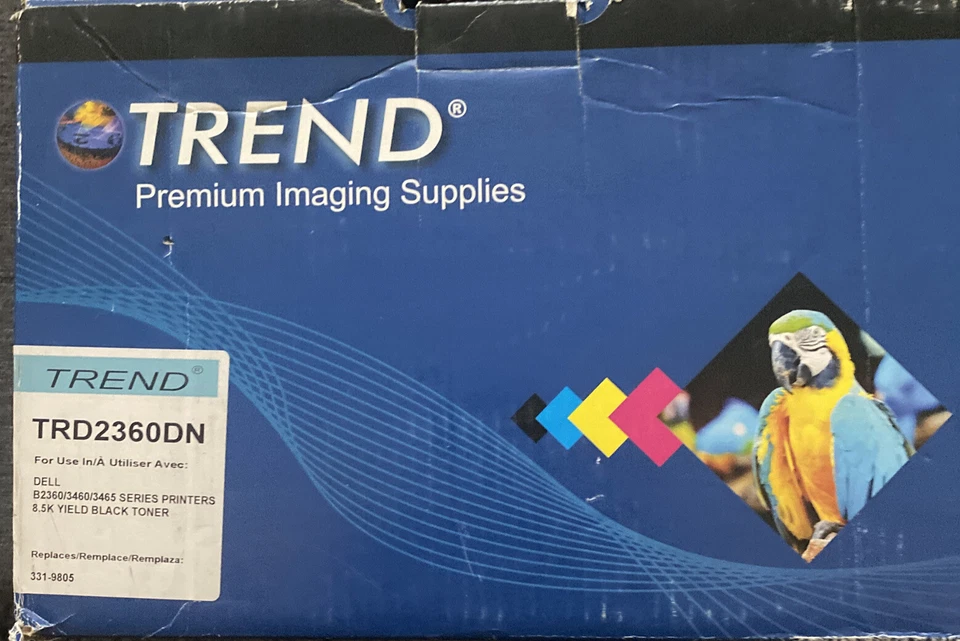 TREND®
Premium Imaging Supplies
TREND®
TRD2360DN
For Use In/À Utiliser Avec:
DELL
B2360/3460/3465 SERIES PRINTERS
8.5K YIELD BLACK TONER
Replaces/Remplace/Remplaza:
331-9805